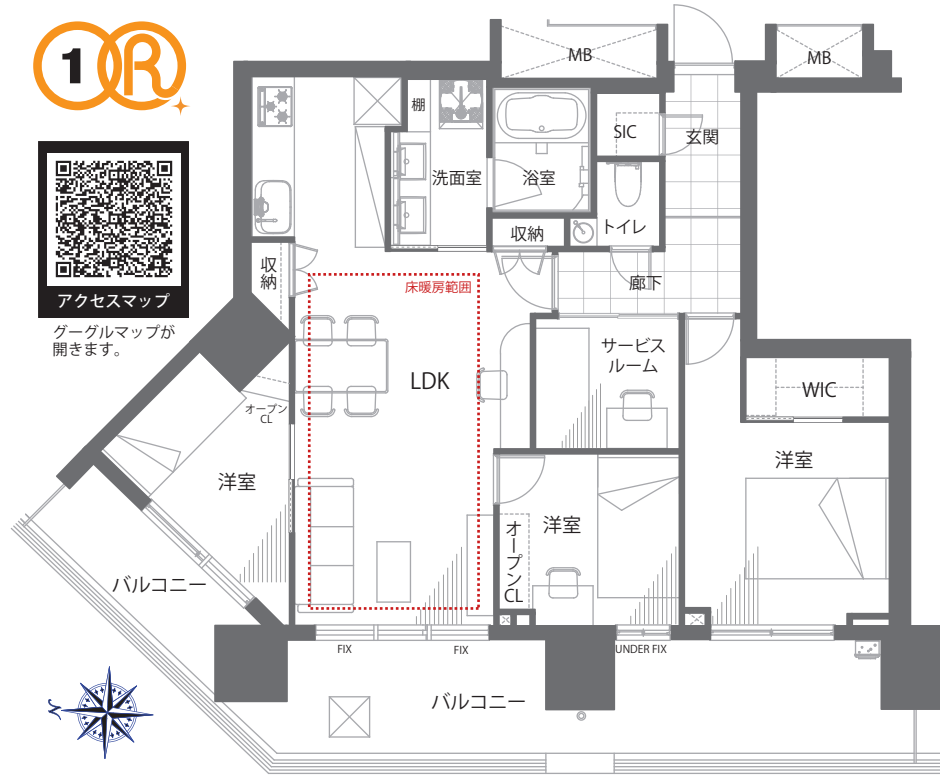 1R
アクセスマップ
グーグルマップが
開きます。
MB
MB
棚
洗面室
浴室
SIC
玄関
トイレ
収納
収納
廊下
床暖房範囲
LDK
サービス
ルーム
WIC
オープン
CL
洋室
洋室
洋室
オープンCL
バルコニー
FIX
FIX
UNDER FIX
バルコニー
N